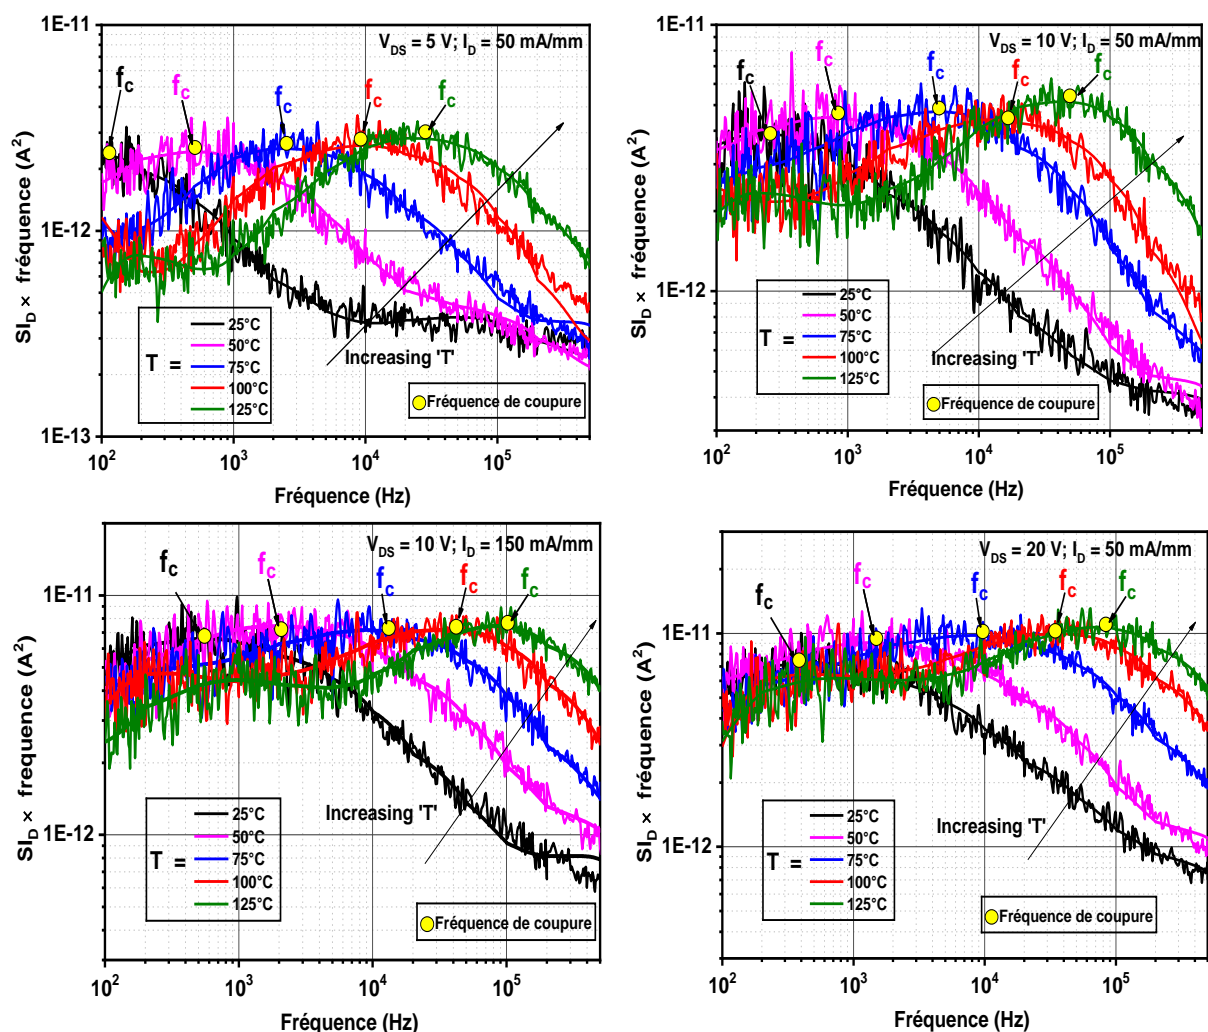 V_DS = 5 V; I_D = 50 mA/mm
1E-11
f_c
f_c
f_c
f_c
f_c
1E-12
SI_D × fréquence (A²)
T =
25°C
50°C
75°C
100°C
125°C
Increasing 'T'
Fréquence de coupure
1E-13
10² 10³ 10⁴ 10⁵
Fréquence (Hz)
V_DS = 10 V; I_D = 50 mA/mm
1E-11
f_c
f_c
f_c
f_c
f_c
SI_D × fréquence (A²)
1E-12
T =
25°C
50°C
75°C
100°C
125°C
Increasing 'T'
Fréquence de coupure
10² 10³ 10⁴ 10⁵
Fréquence (Hz)
V_DS = 10 V; I_D = 150 mA/mm
f_c
f_c
f_c
f_c
f_c
1E-11
SI_D × frequence (A²)
1E-12
Increasing 'T'
T =
25°C
50°C
75°C
100°C
125°C
Fréquence de coupure
10² 10³ 10⁴ 10⁵
Fréquence (Hz)
V_DS = 20 V; I_D = 50 mA/mm
f_c
f_c
f_c
f_c
f_c
1E-11
SI_D × fréquence (A²)
1E-12
Increasing 'T'
T =
25°C
50°C
75°C
100°C
125°C
Fréquence de coupure
10² 10³ 10⁴ 10⁵
Fréquence (Hz)